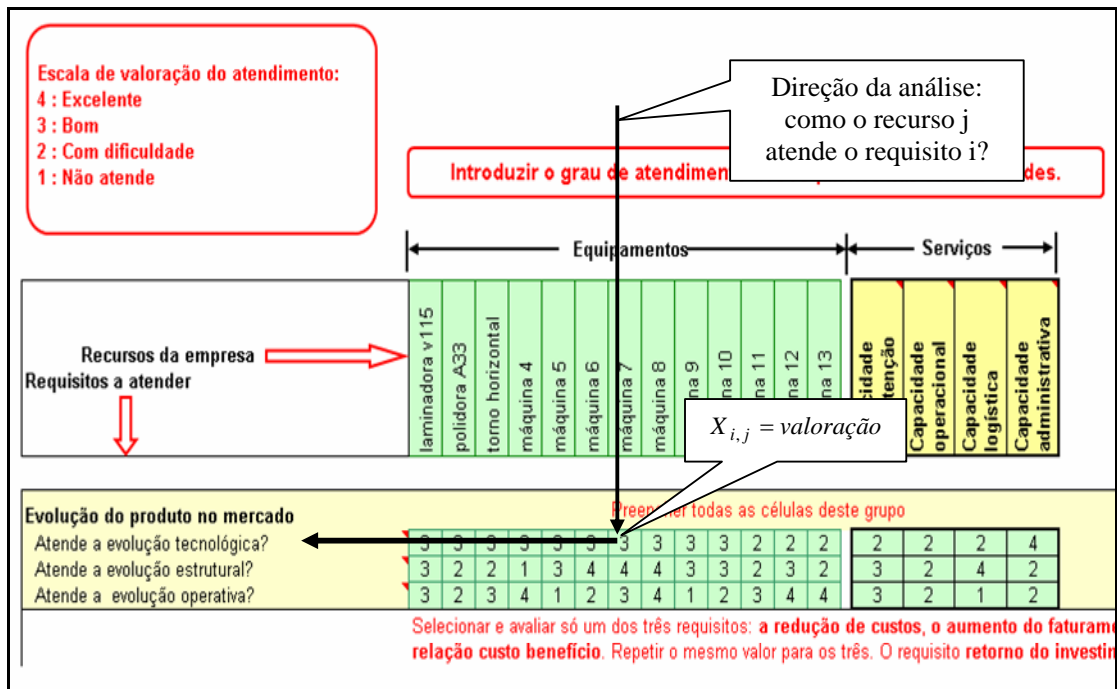 Escala de valoração do atendimento:
4 : Excelente
3 : Bom
2 : Com dificuldade
1 : Não atende
Direção da análise:
como o recurso j
atende o requisito i?
Introduzir o grau de atendimen
des.
Equipamentos
Serviços
Recursos da empresa
Requisitos a atender
laminadora v115
polidora A33
torno horizontal
máquina 4
máquina 5
máquina 6
máquina 7
máquina 8
na 9
na 10
na 11
na 12
na 13
cidade
tenção
Capacidade
operacional
Capacidade
logística
Capacidade
administrativa
X i,j = valoração
Evolução do produto no mercado
Preencher todas as células deste grupo
Atende a evolução tecnológica? 3 3 3 3 3 3 3 3 3 3 2 2 2 2 2 2 4
Atende a evolução estrutural? 3 2 2 1 3 4 4 4 3 3 2 3 2 3 2 4 2
Atende a evolução operativa? 3 2 3 4 1 2 3 4 1 2 3 4 4 3 2 1 2
Selecionar e avaliar só um dos três requisitos: a redução de custos, o aumento do faturam
relação custo benefício. Repetir o mesmo valor para os três. O requisito retorno do investin